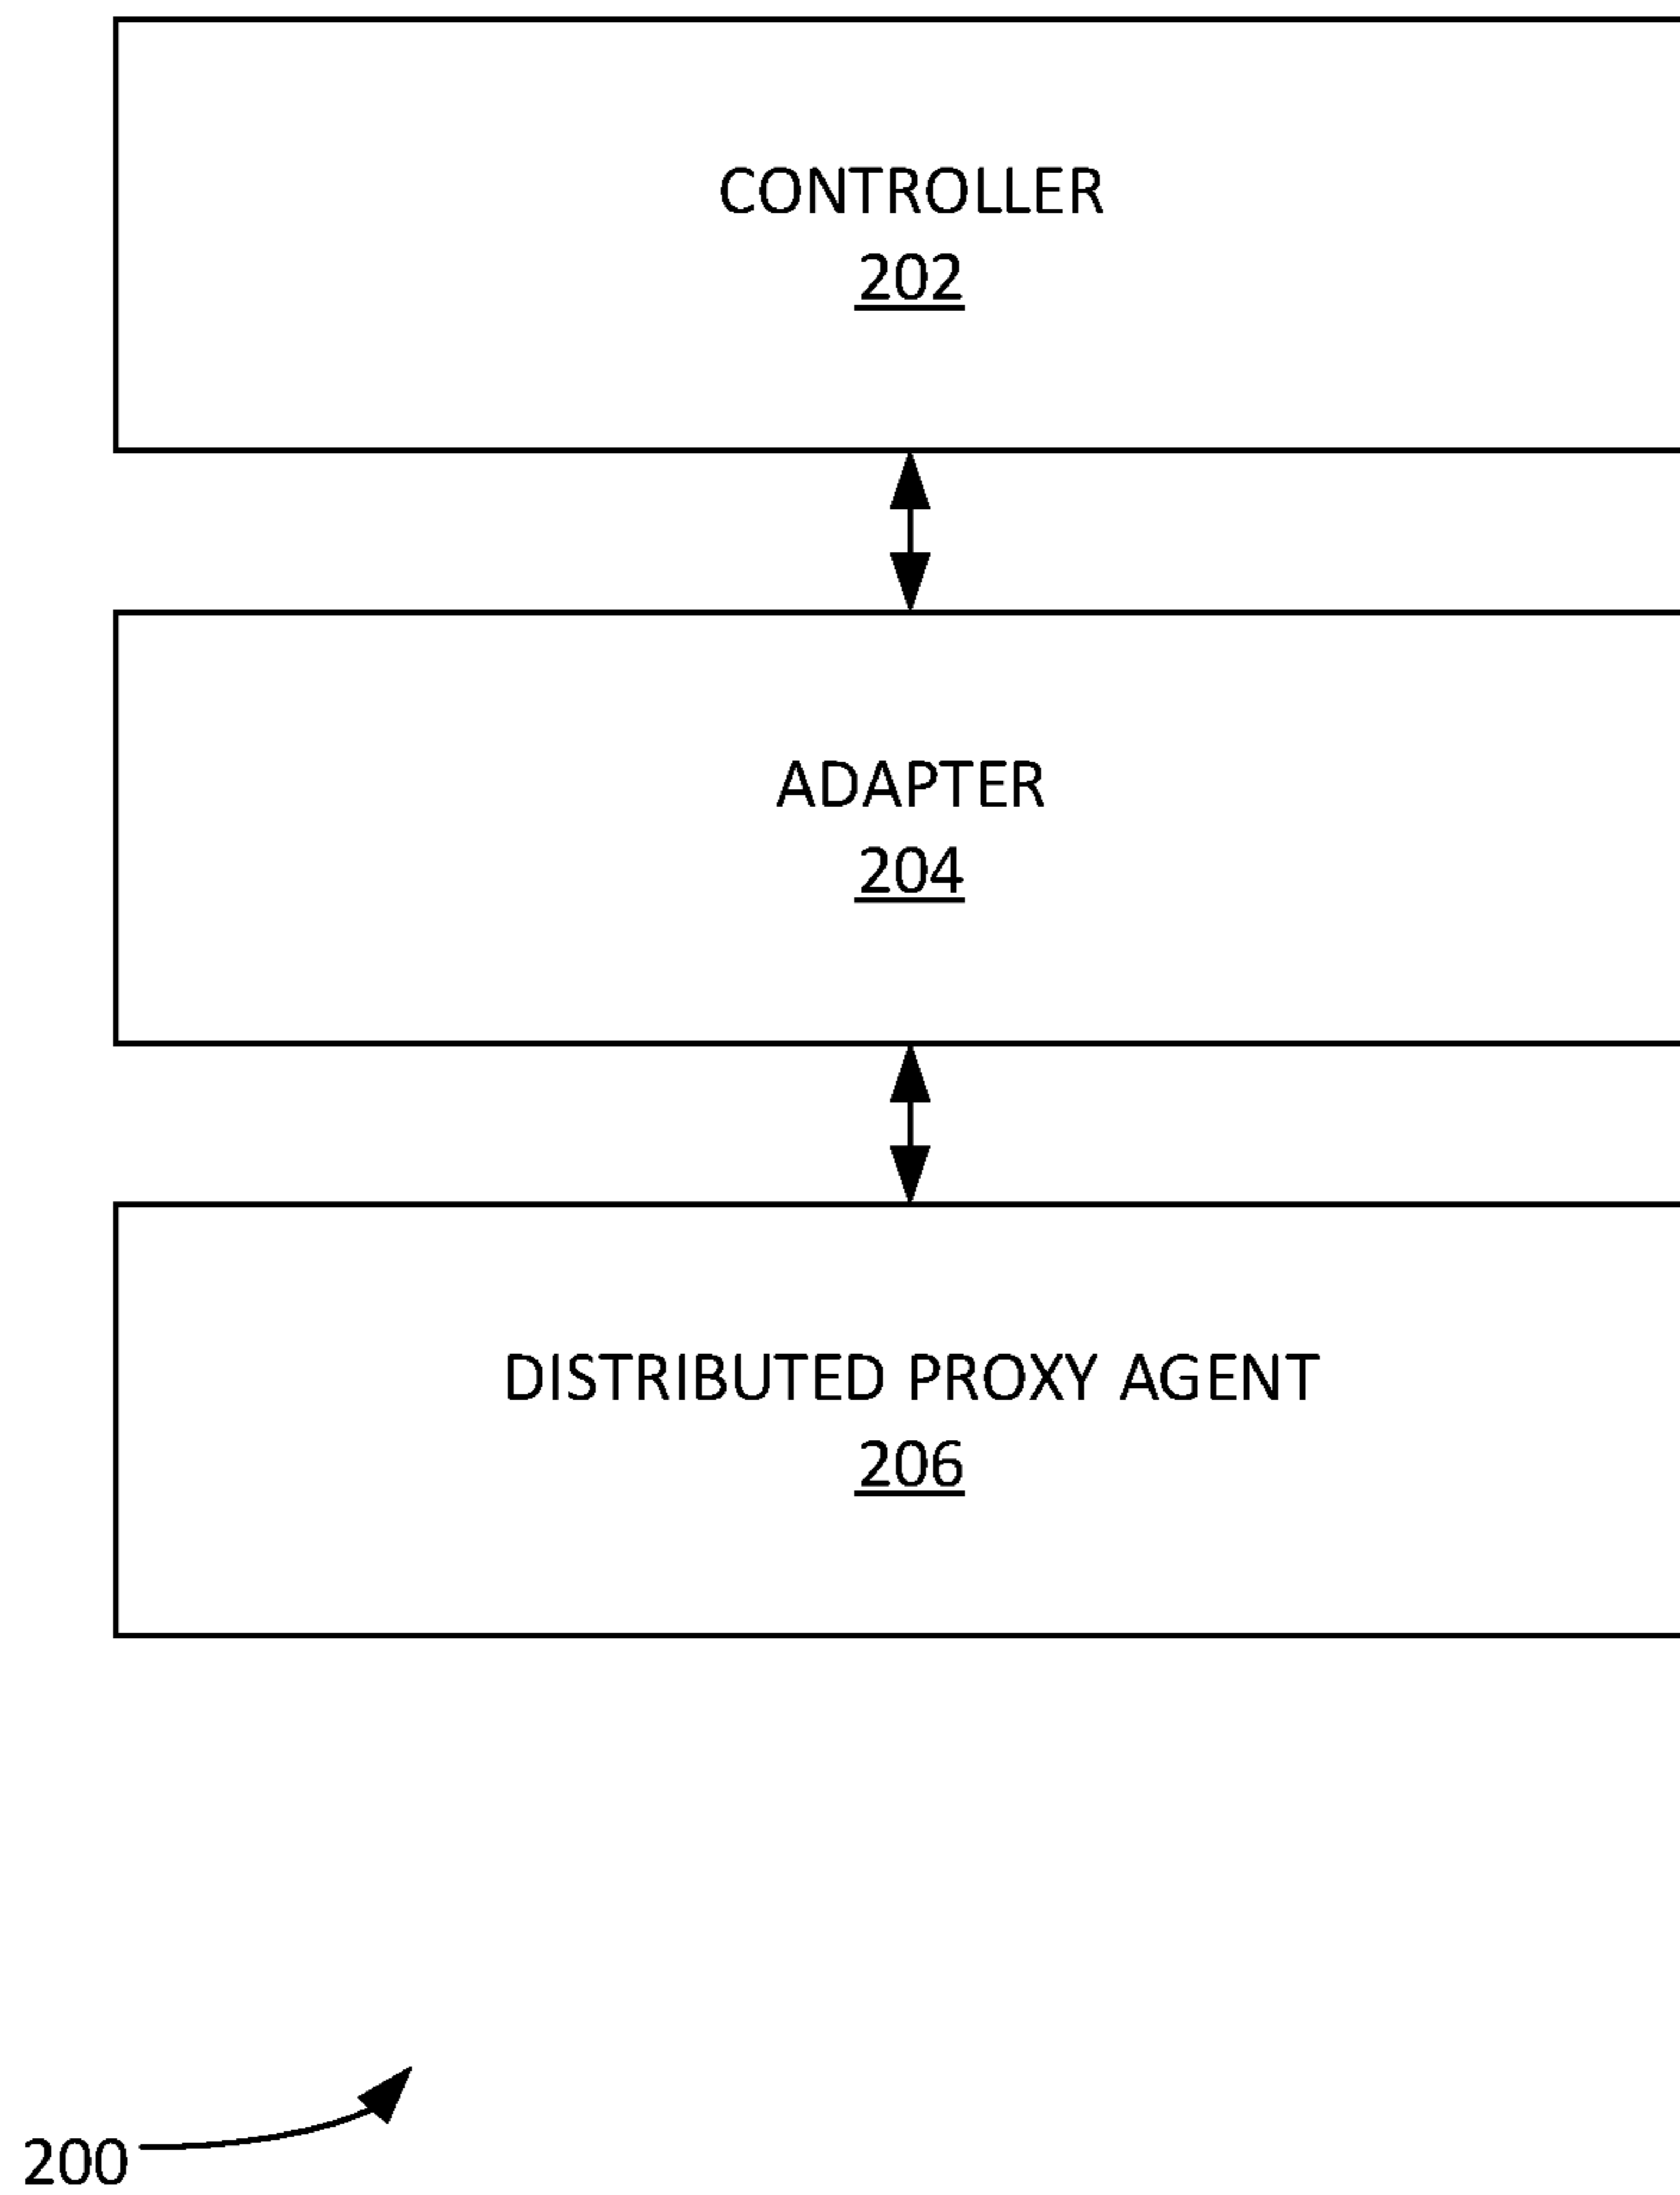 CONTROLLER
202
ADAPTER
204
DISTRIBUTED PROXY AGENT
206
200